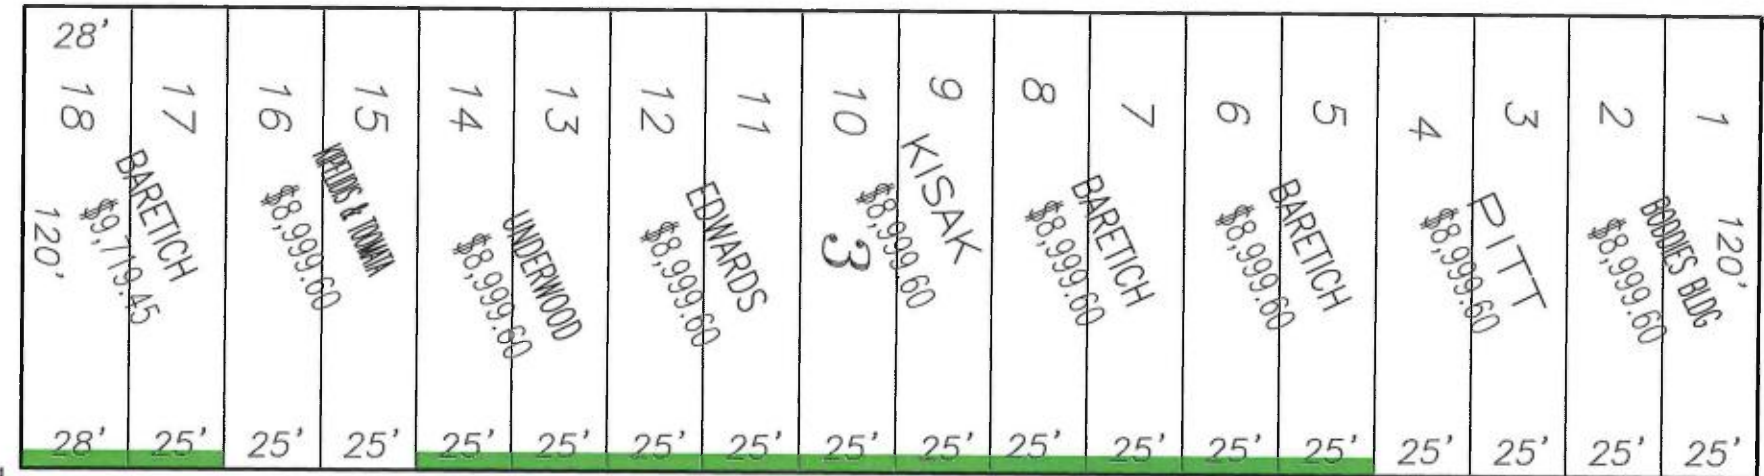 28'
18 17 16 15 14 13 12 11 10 9 8 7 6 5 4 3 2 1
120'
BARETICH
$9,719.45
$8,999.60
UNDERWOOD
$8,999.60
EDWARDS
$8,999.60
KISAK
$8,999.60
3
BARETICH
$8,999.60
BARETICH
$8,999.60
PITT
$8,999.60
BODDIES BLDG
$8,999.60
120'
28' 25' 25' 25' 25' 25' 25' 25' 25' 25' 25' 25' 25' 25' 25' 25' 25' 25'